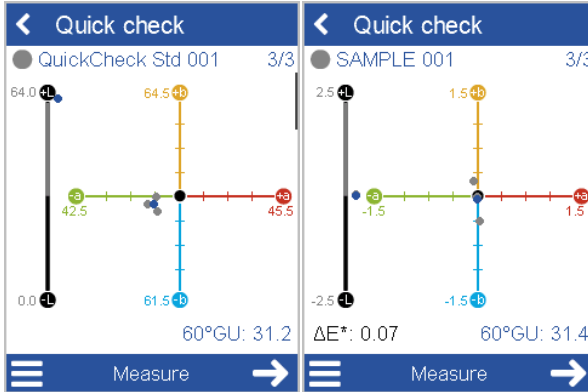 Quick check
QuickCheck Std 001 3/3
64.0 +L 64.5 +b
-a +a
42.5 45.5
0.0 -L 61.5 -b
60°GU: 31.2
Measure
Quick check
SAMPLE 001 3/3
2.5 +L 1.5 +b
-a +a
-1.5 1.5
-2.5 -L -1.5 -b
ΔE*: 0.07 60°GU: 31.4
Measure